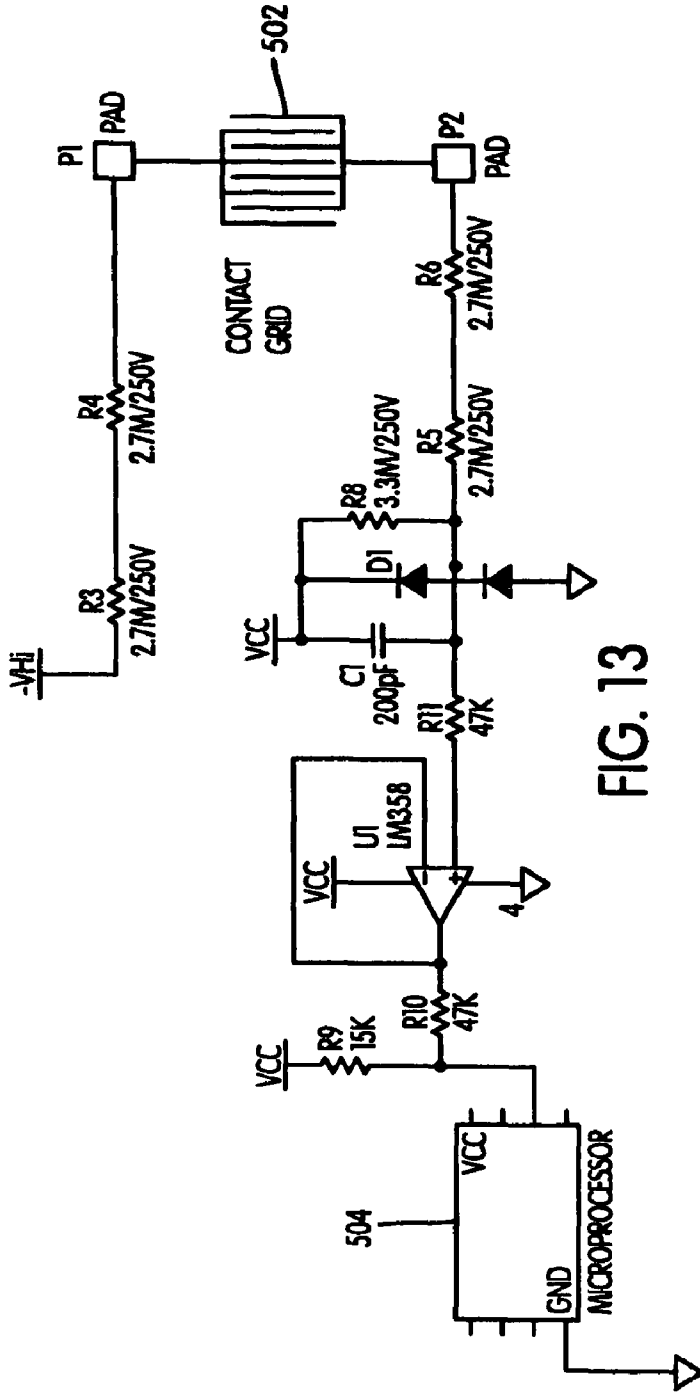 -VHi
R3
2.7M/250V
R4
2.7M/250V
P1
PAD
CONTACT
GRID
502
P2
PAD
R6
2.7M/250V
R5
2.7M/250V
R8
3.3M/250V
D1
VCC
C1
200pF
R11
47K
VCC
U1
LM358
-
+
4
R10
47K
VCC
R9
15K
504
VCC
GND
MICROPROCESSOR
FIG. 13